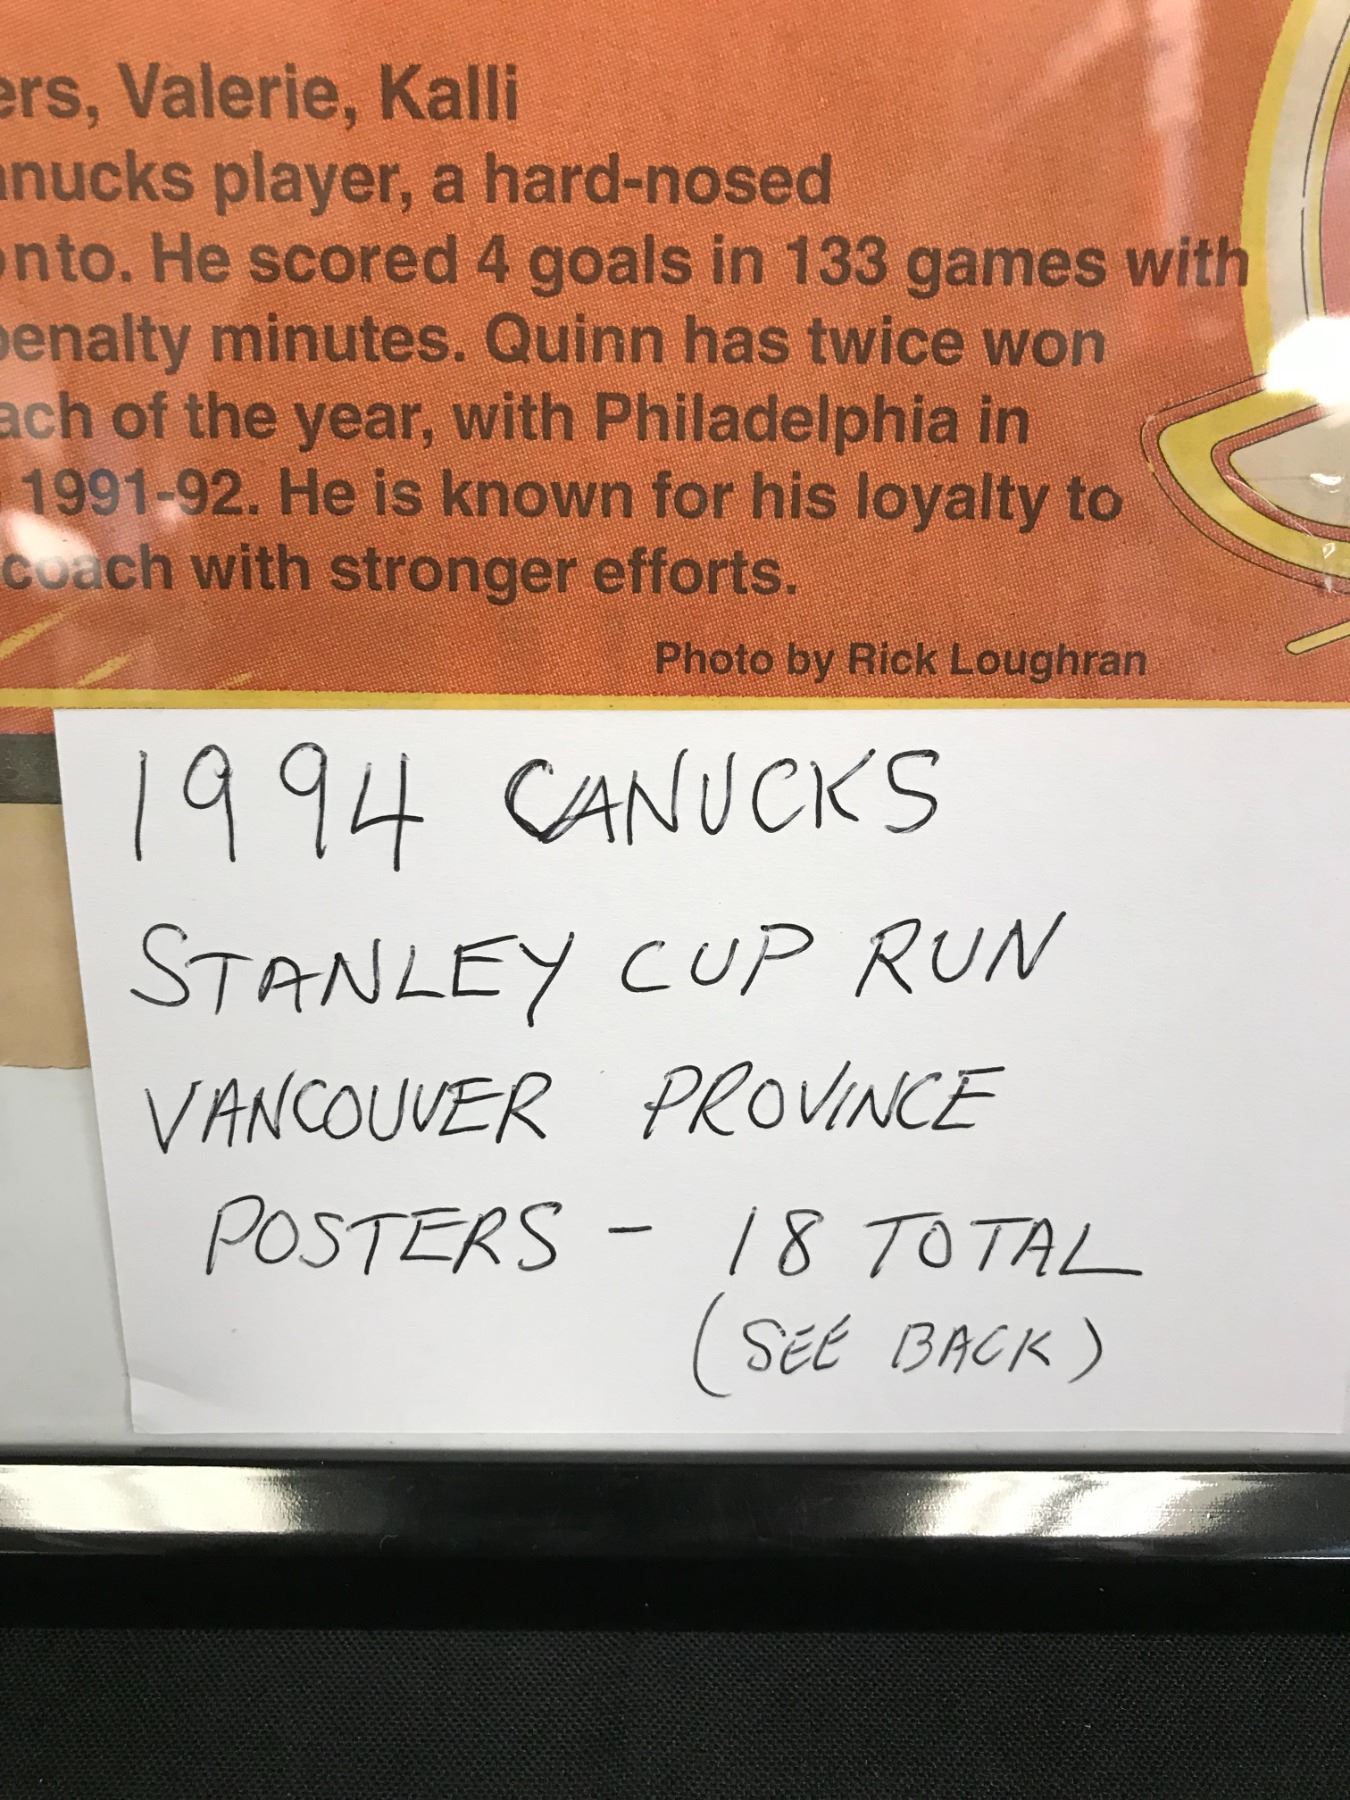 ers, Valerie, Kalli
nucks player, a hard-nosed
onto. He scored 4 goals in 133 games with
penalty minutes. Quinn has twice won
ach of the year, with Philadelphia in
1991-92. He is known for his loyalty to
coach with stronger efforts.
Photo by Rick Loughran
1994 CANUCKS
STANLEY CUP RUN
VANCOUVER PROVINCE
POSTERS - 18 TOTAL
(SEE BACK)